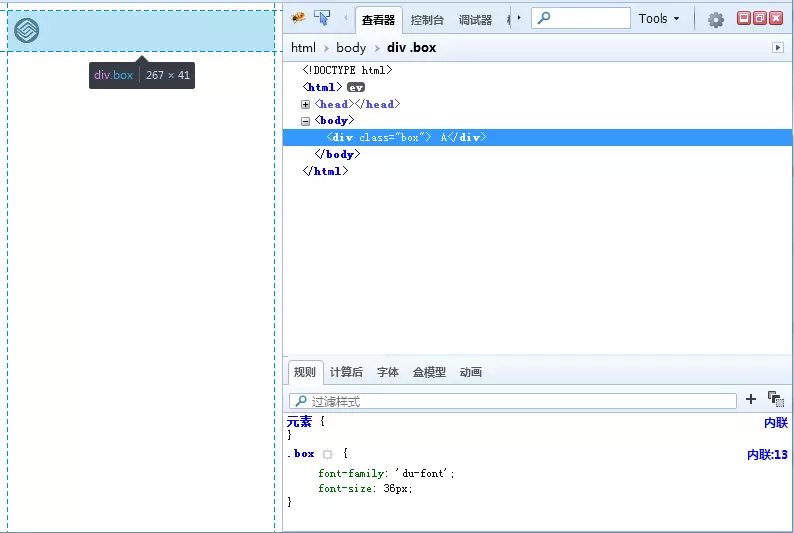 查看器 控制台 调试器 Tools
html body div .box
div.box 267 × 41
<!DOCTYPE html>
<html> ev
<head></head>
<body>
<div class="box"> A</div>
</body>
</html>
规则 计算后 字体 盒模型 动画
过滤样式
元素 { 内联
}
.box { 内联:13
font-family: 'du-font';
font-size: 36px;
}